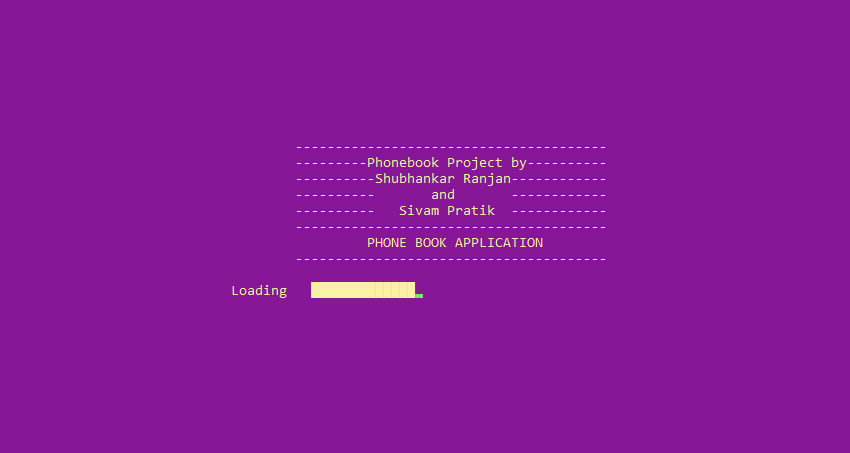 ---------------------------------------
---------Phonebook Project by----------
----------Shubhankar Ranjan------------
----------       and       ------------
----------   Sivam Pratik  ------------
---------------------------------------
PHONE BOOK APPLICATION
---------------------------------------
Loading